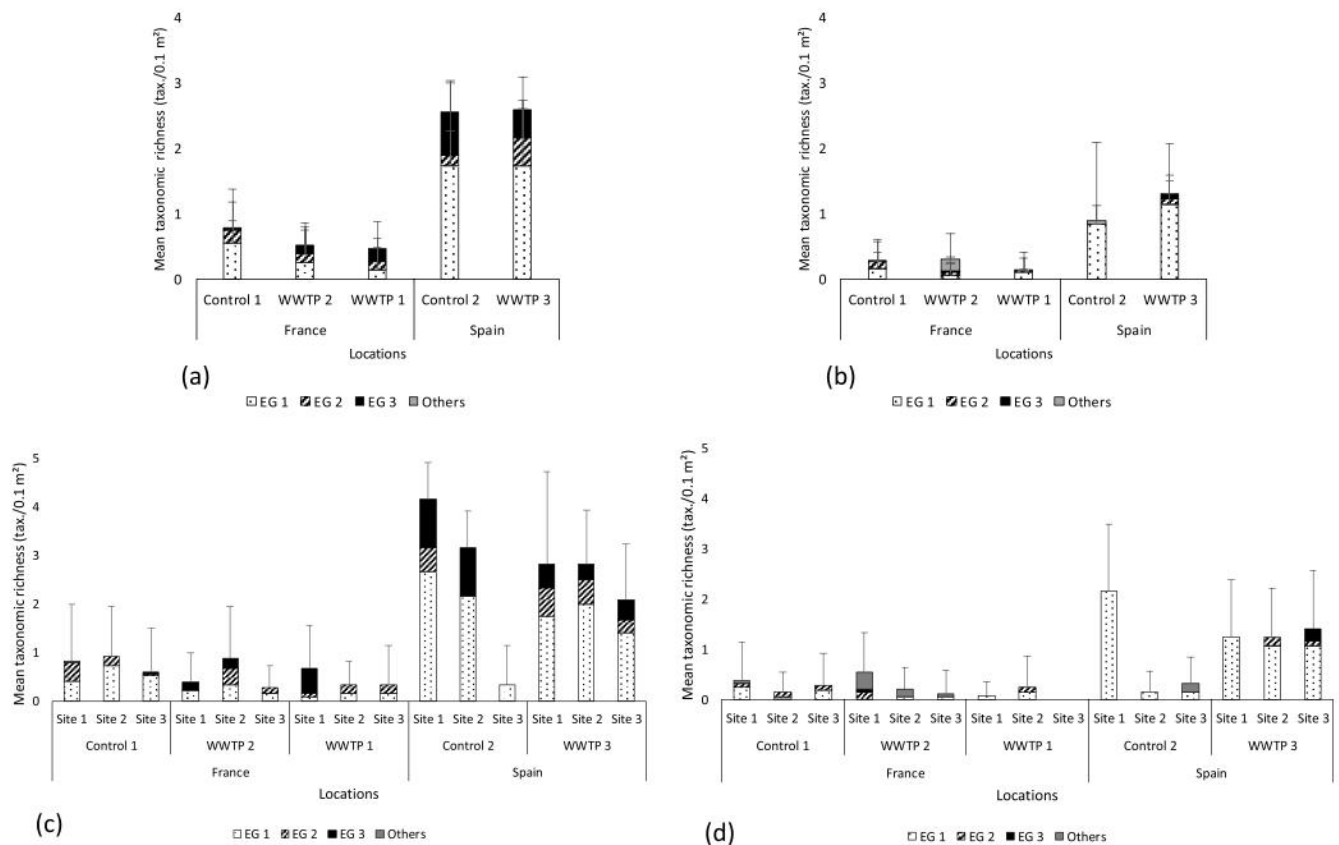 Mean taxonomic richness (tax./0.1 m²)
4
3
2
1
0
Control 1 WWTP 2 WWTP 1 Control 2 WWTP 3
France Spain
Locations
(a)
EG 1 EG 2 EG 3 Others
Mean taxonomic richness (tax./0.1 m²)
4
3
2
1
0
Control 1 WWTP 2 WWTP 1 Control 2 WWTP 3
France Spain
Locations
(b)
EG 1 EG 2 EG 3 Others
Mean taxonomic richness (tax./0.1 m²)
5
4
3
2
1
0
Site 1 Site 2 Site 3 Site 1 Site 2 Site 3 Site 1 Site 2 Site 3 Site 1 Site 2 Site 3 Site 1 Site 2 Site 3
Control 1 WWTP 2 WWTP 1 Control 2 WWTP 3
France Spain
Locations
(c)
EG 1 EG 2 EG 3 Others
Mean taxonomic richness (tax./0.1 m²)
5
4
3
2
1
0
Site 1 Site 2 Site 3 Site 1 Site 2 Site 3 Site 1 Site 2 Site 3 Site 1 Site 2 Site 3 Site 1 Site 2 Site 3
Control 1 WWTP 2 WWTP 1 Control 2 WWTP 3
France Spain
Locations
(d)
EG 1 EG 2 EG 3 Others